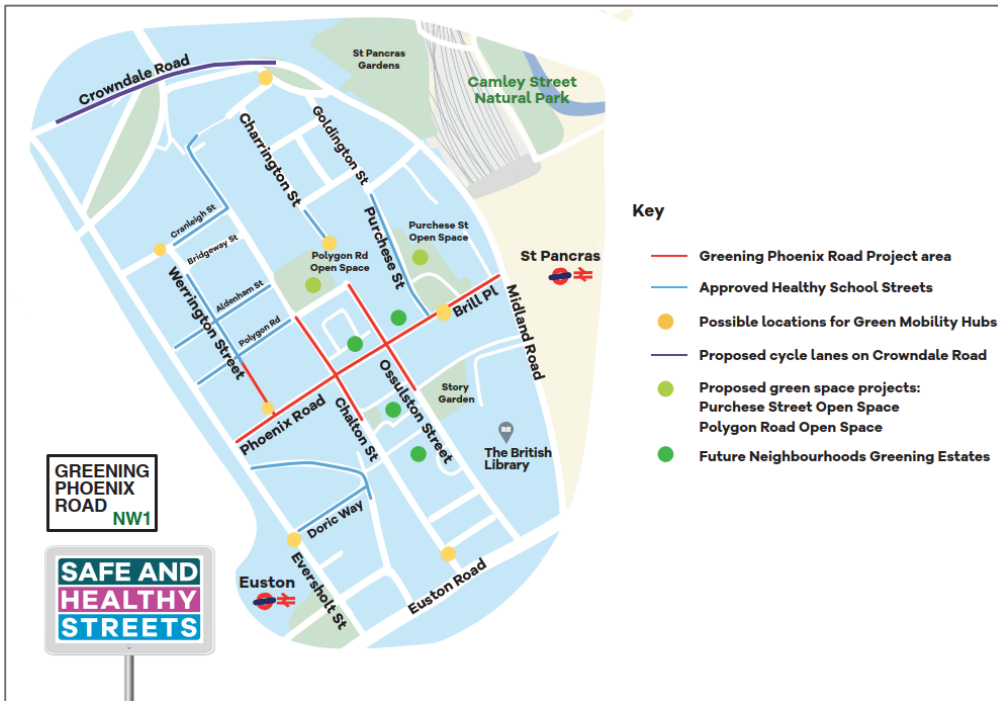 Crowndale Road
St Pancras
Gardens
Camley Street
Natural Park
Charrington St
Goldington St
Cranleigh St
Bridgeway St
Werrington Street
Aldenham St
Polygon Rd
Polygon Rd
Open Space
Purchese St
Purchese St
Open Space
Brill Pl
Midland Road
St Pancras
Phoenix Road
Chalton St
Ossulston Street
Story
Garden
The British
Library
Doric Way
Eversholt St
Euston
Euston Road
Key
Greening Phoenix Road Project area
Approved Healthy School Streets
Possible locations for Green Mobility Hubs
Proposed cycle lanes on Crowndale Road
Proposed green space projects:
Purchese Street Open Space
Polygon Road Open Space
Future Neighbourhoods Greening Estates
GREENING
PHOENIX
ROAD
NW1
SAFE AND
HEALTHY
STREETS